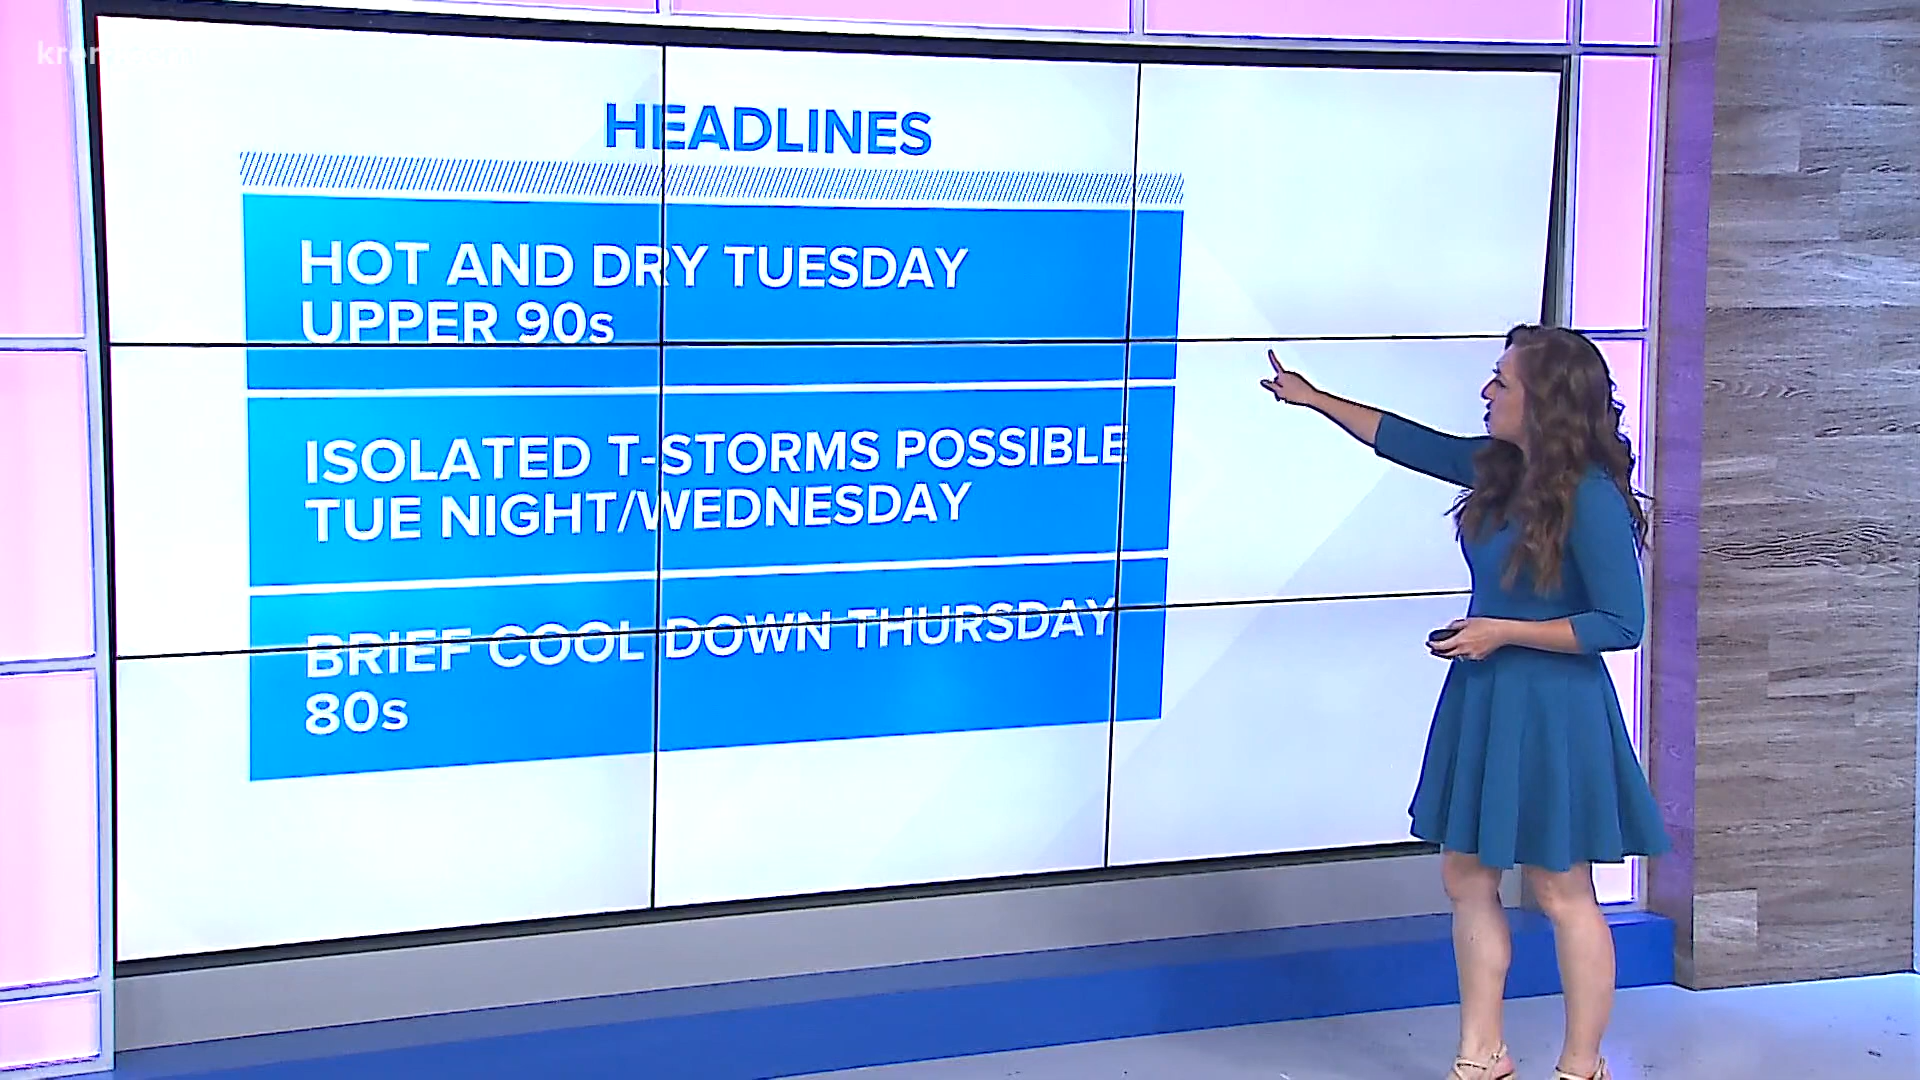 HEADLINES
HOT AND DRY TUESDAY
UPPER 90s
ISOLATED T-STORMS POSSIBLE
TUE NIGHT/WEDNESDAY
BRIEF COOL DOWN THURSDAY
80s